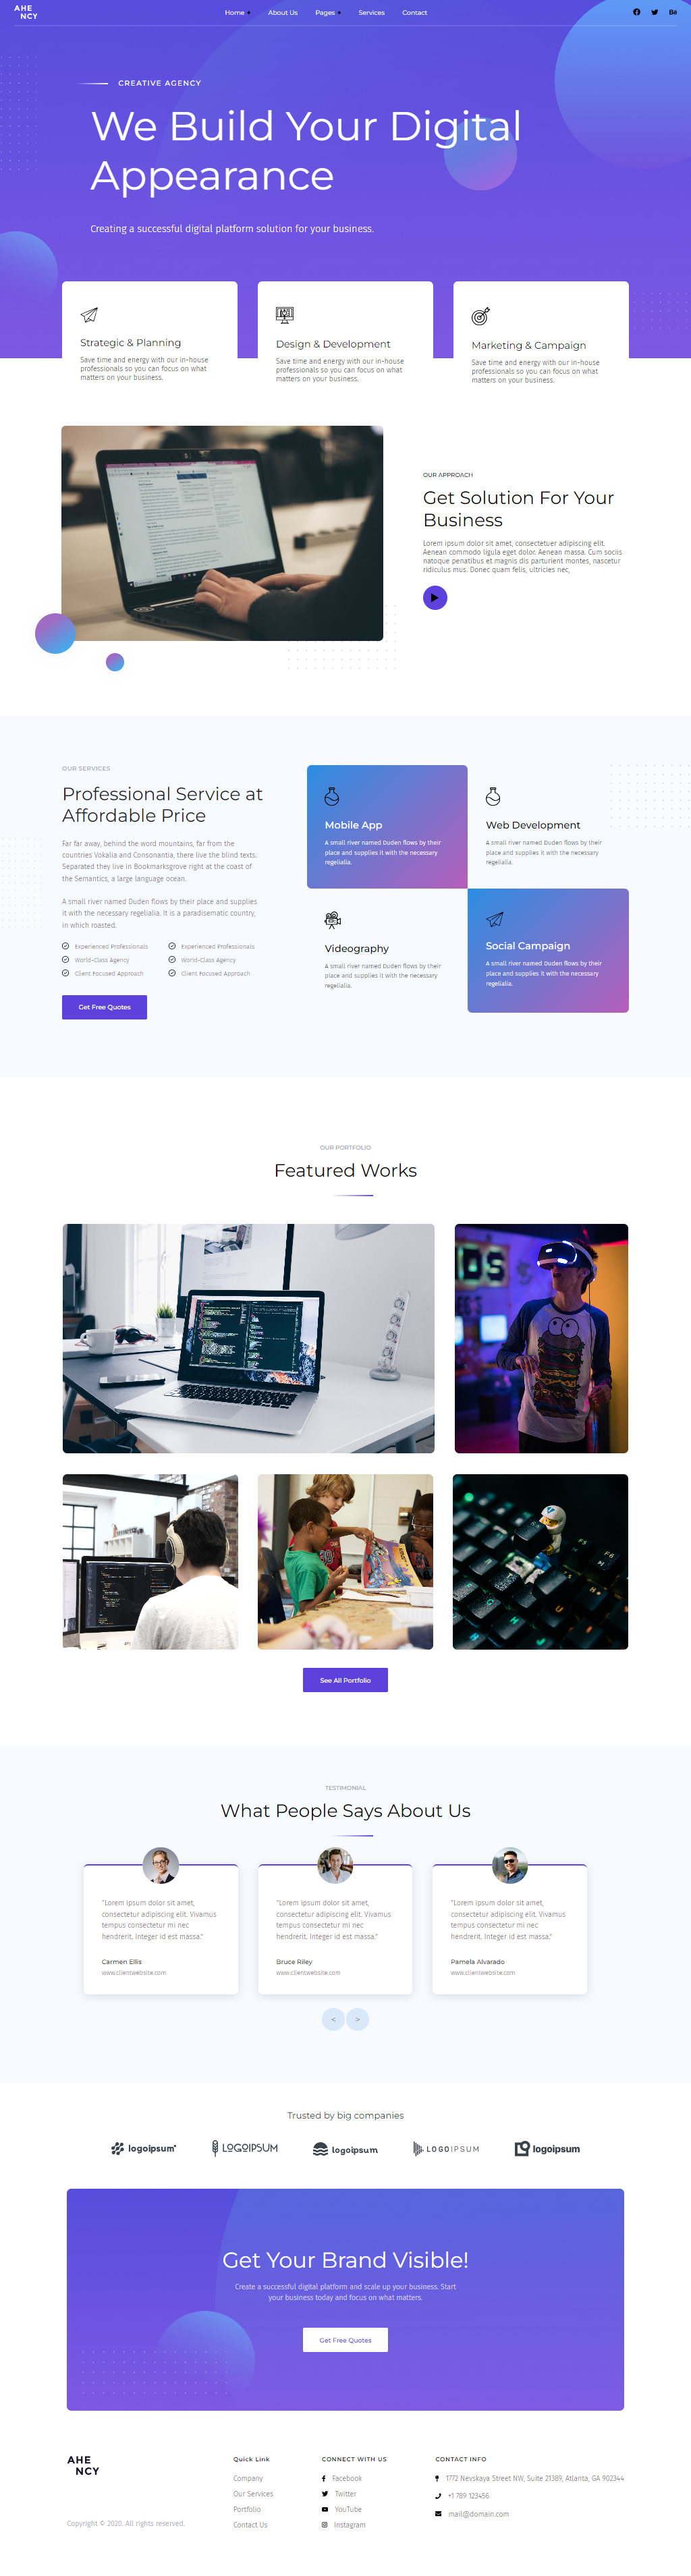 AHE
NCY
Home
About Us
Pages
Services
Contact
Bē
CREATIVE AGENCY
We Build Your Digital
Appearance
Creating a successful digital platform solution for your business.
Strategic & Planning
Save time and energy with our in-house
professionals so you can focus on what
matters on your business.
Design & Development
Save time and energy with our in-house
professionals so you can focus on what
matters on your business.
Marketing & Campaign
Save time and energy with our in-house
professionals so you can focus on what
matters on your business.
OUR APPROACH
Get Solution For Your
Business
Lorem ipsum dolor sit amet, consectetuer adipiscing elit.
Aenean commodo ligula eget dolor. Aenean massa. Cum sociis
natoque penatibus et magnis dis parturient montes, nascetur
ridiculus mus. Donec quam felis, ultricies nec,
OUR SERVICES
Professional Service at
Affordable Price
Far far away, behind the word mountains, far from the
countries Vokalia and Consonantia, there live the blind texts.
Separated they live in Bookmarksgrove right at the coast of
the Semantics, a large language ocean.
A small river named Duden flows by their place and supplies
it with the necessary regelialia. It is a paradisematic country,
in which roasted.
Experienced Professionals
Experienced Professionals
World-Class Agency
World-Class Agency
Client Focused Approach
Client Focused Approach
Get Free Quotes
Mobile App
A small river named Duden flows by their
place and supplies it with the necessary
regelialia.
Web Development
A small river named Duden flows by their
place and supplies it with the necessary
regelialia.
Videography
A small river named Duden flows by their
place and supplies it with the necessary
regelialia.
Social Campaign
A small river named Duden flows by their
place and supplies it with the necessary
regelialia.
OUR PORTFOLIO
Featured Works
See All Portfolio
TESTIMONIAL
What People Says About Us
"Lorem ipsum dolor sit amet,
consectetur adipiscing elit. Vivamus
tempus consectetur mi nec
hendrerit. Integer id est massa."
Carmen Ellis
www.clientwebsite.com
"Lorem ipsum dolor sit amet,
consectetur adipiscing elit. Vivamus
tempus consectetur mi nec
hendrerit. Integer id est massa."
Bruce Riley
www.clientwebsite.com
"Lorem ipsum dolor sit amet,
consectetur adipiscing elit. Vivamus
tempus consectetur mi nec
hendrerit. Integer id est massa."
Pamela Alvarado
www.clientwebsite.com
< >
Trusted by big companies
logoipsum
LOGOIPSUM
logoipsum
LOGOIPSUM
logoipsum
Get Your Brand Visible!
Create a successful digital platform and scale up your business. Start
your business today and focus on what matters.
Get Free Quotes
AHE
NCY
Copyright © 2020. All rights reserved.
Quick Link
Company
Our Services
Portfolio
Contact Us
CONNECT WITH US
Facebook
Twitter
YouTube
Instagram
CONTACT INFO
1772 Nevskaya Street NW, Suite 21389, Atlanta, GA 902344
+1 789 123456
mail@domain.com